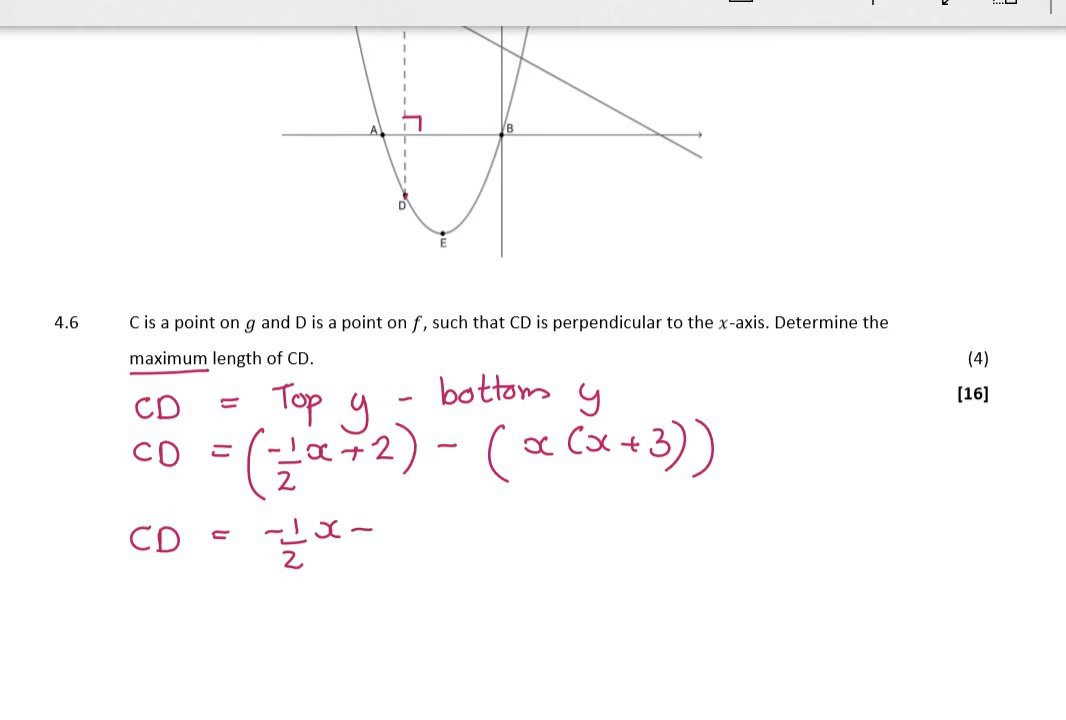 A
B
D
E
4.6 C is a point on g and D is a point on f, such that CD is perpendicular to the x-axis. Determine the
maximum length of CD. (4)
[16]
CD = Top y - bottom y
CD = (-1/2 x + 2) - (x (x + 3))
CD = -1/2 x -